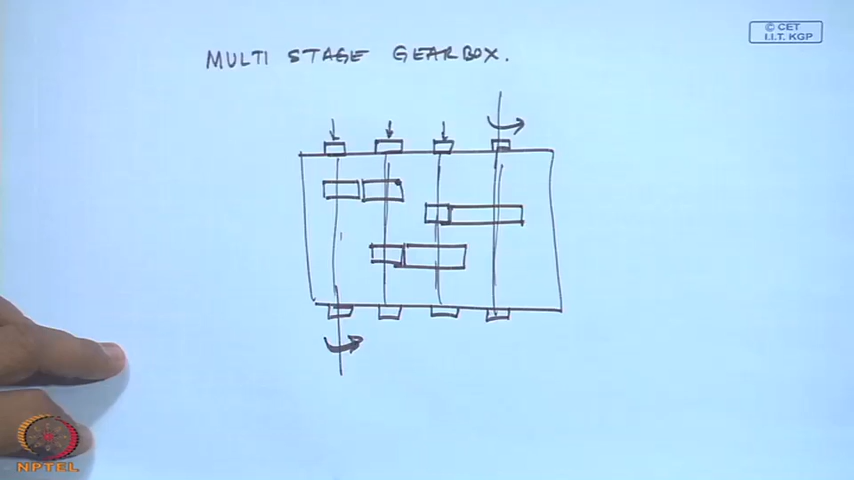 © CET
I.I.T. KGP
MULTI STAGE GEARBOX.
NPTEL